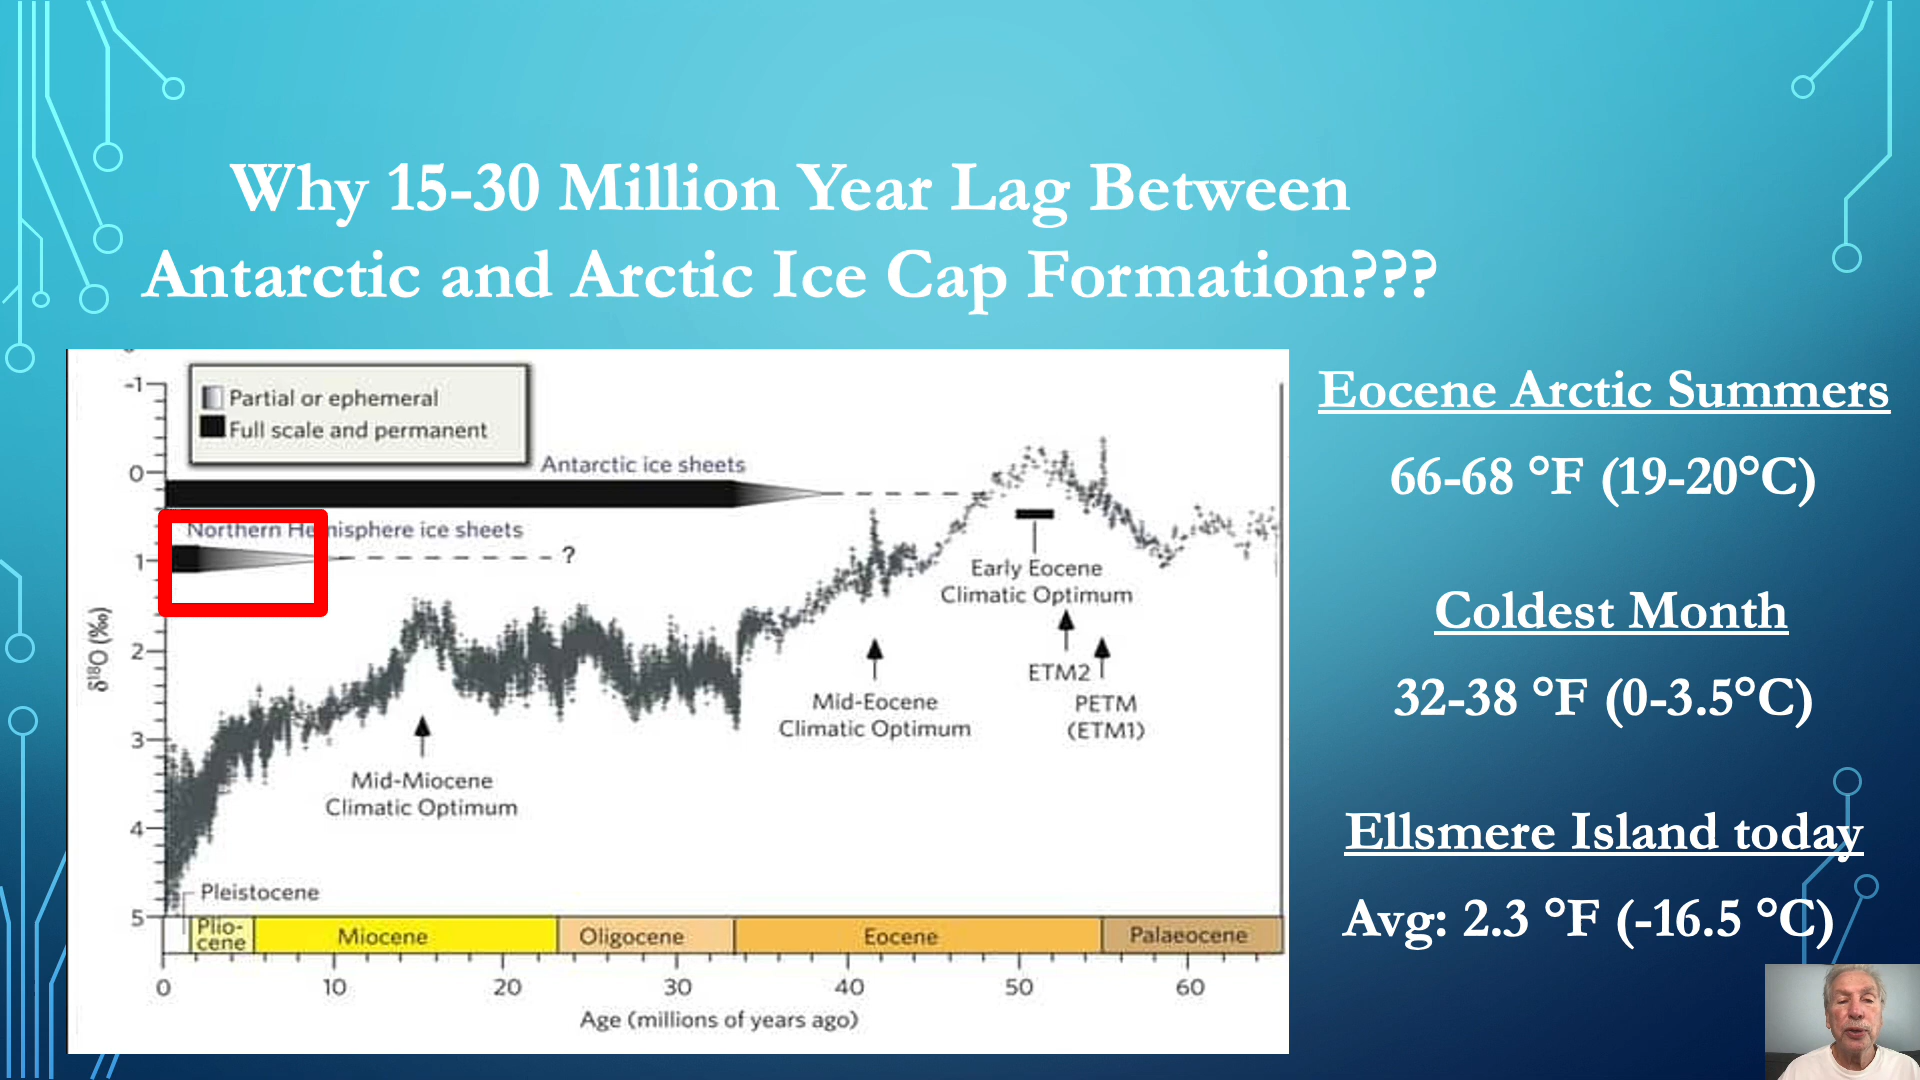 Why 15-30 Million Year Lag Between
Antarctic and Arctic Ice Cap Formation???
-1
Partial or ephemeral
Full scale and permanent
Antarctic ice sheets
0
Northern Hemisphere ice sheets
?
1
Early Eocene
Climatic Optimum
δ18O (‰)
2
ETM2
Mid-Eocene
Climatic Optimum
PETM
(ETM1)
3
Mid-Miocene
Climatic Optimum
4
Pleistocene
5
Plio-
cene
Miocene
Oligocene
Eocene
Palaeocene
0 10 20 30 40 50 60
Age (millions of years ago)
Eocene Arctic Summers
66-68 °F (19-20°C)
Coldest Month
32-38 °F (0-3.5°C)
Ellsmere Island today
Avg: 2.3 °F (-16.5 °C)